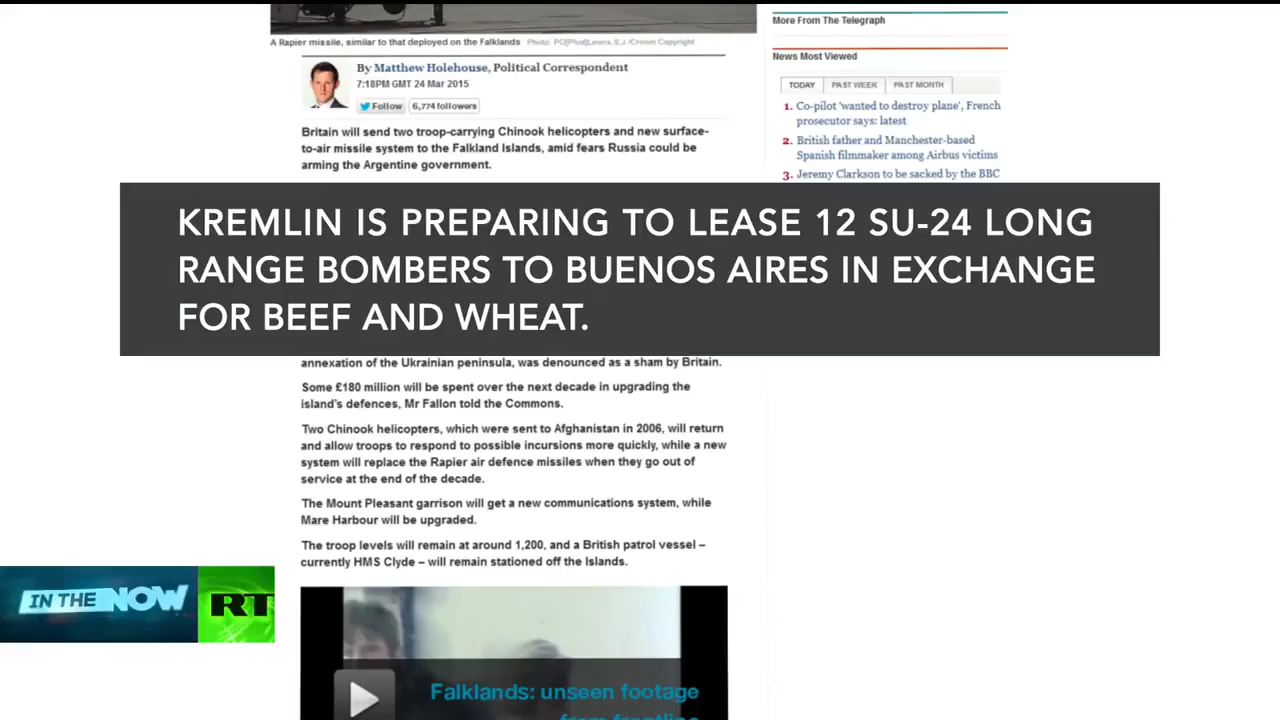 More From The Telegraph
A Rapier missile, similar to that deployed on the Falklands
News Most Viewed
By Matthew Holehouse, Political Correspondent
7:18PM GMT 24 Mar 2015
Follow 6,774 followers
TODAY PAST WEEK PAST MONTH
1. Co-pilot 'wanted to destroy plane', French
prosecutor says: latest
2. British father and Manchester-based
Spanish filmmaker among Airbus victims
3. Jeremy Clarkson to be sacked by the BBC
Britain will send two troop-carrying Chinook helicopters and new surface-
to-air missile system to the Falkland Islands, amid fears Russia could be
arming the Argentine government.
KREMLIN IS PREPARING TO LEASE 12 SU-24 LONG
RANGE BOMBERS TO BUENOS AIRES IN EXCHANGE
FOR BEEF AND WHEAT.
annexation of the Ukrainian peninsula, was denounced as a sham by Britain.
Some £180 million will be spent over the next decade in upgrading the
island's defences, Mr Fallon told the Commons.
Two Chinook helicopters, which were sent to Afghanistan in 2006, will return
and allow troops to respond to possible incursions more quickly, while a new
system will replace the Rapier air defence missiles when they go out of
service at the end of the decade.
The Mount Pleasant garrison will get a new communications system, while
Mare Harbour will be upgraded.
The troop levels will remain at around 1,200, and a British patrol vessel –
currently HMS Clyde – will remain stationed off the Islands.
IN THE NOW RT
Falklands: unseen footage
from frontline